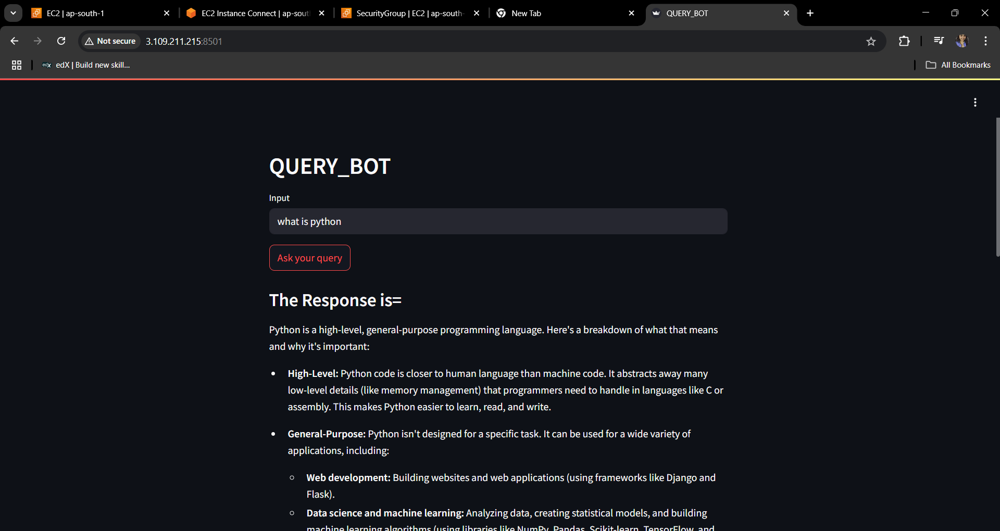 EC2 | ap-south-1
EC2 Instance Connect | ap-sout
SecurityGroup | EC2 | ap-south-
New Tab
QUERY_BOT
Not secure
3.109.211.215:8501
edX
edX | Build new skill...
All Bookmarks
QUERY_BOT
Input
what is python
Ask your query
The Response is=
Python is a high-level, general-purpose programming language. Here's a breakdown of what that means
and why it's important:
• High-Level: Python code is closer to human language than machine code. It abstracts away many
low-level details (like memory management) that programmers need to handle in languages like C or
assembly. This makes Python easier to learn, read, and write.
• General-Purpose: Python isn't designed for a specific task. It can be used for a wide variety of
applications, including:
○ Web development: Building websites and web applications (using frameworks like Django and
Flask).
○ Data science and machine learning: Analyzing data, creating statistical models, and building
machine learning algorithms (using libraries like NumPy, Pandas, Scikit-learn, TensorFlow, and